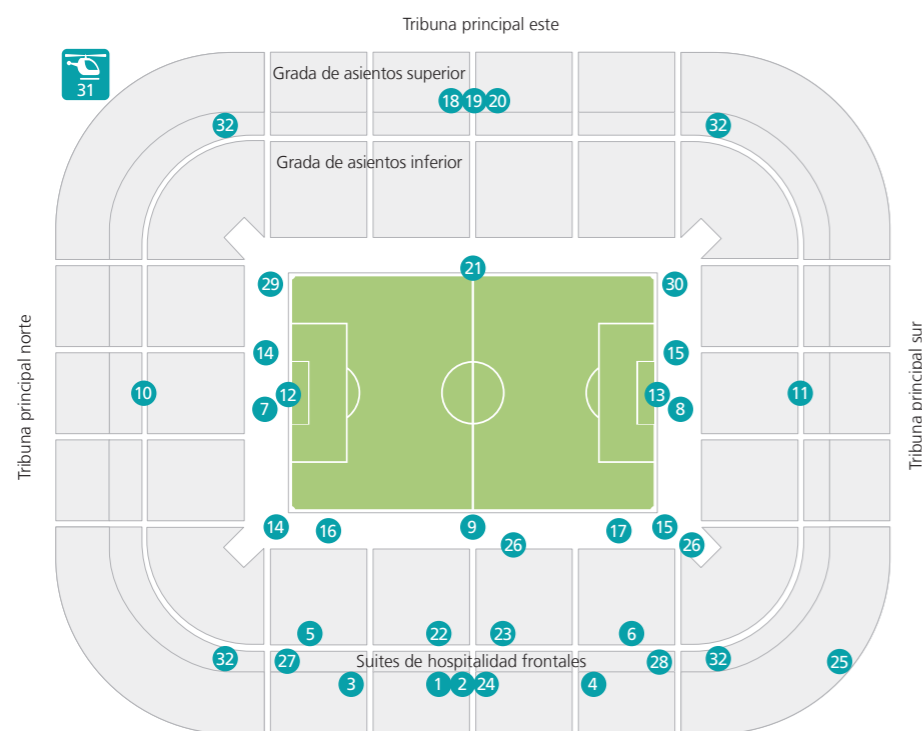 Tribuna principal este
31
Grada de asientos superior
18 19 20
32 32
Grada de asientos inferior
21
29 30
14 15
Tribuna principal norte
10 12 13 11
7 8
Tribuna principal sur
14 16 9 17 15
26 26
5 22 23 6
32 27 Suites de hospitalidad frontales 28 32 25
3 1 2 24 4